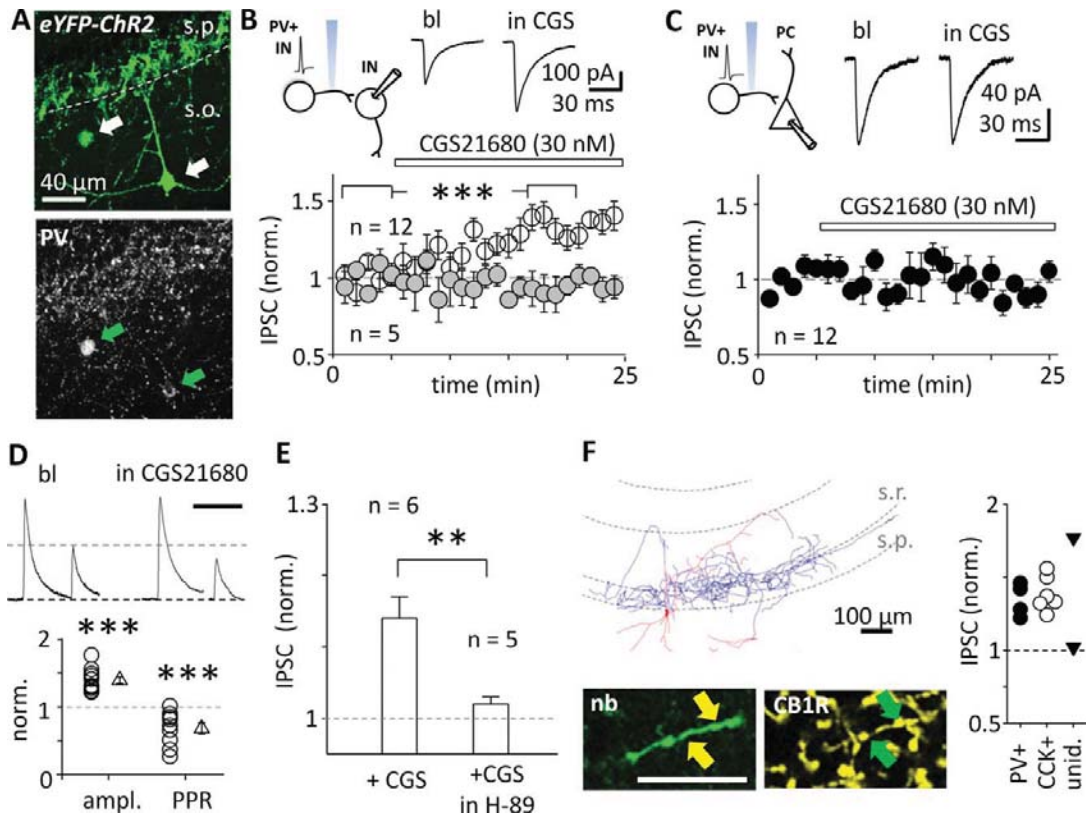 A
eYFP-ChR2
s.p.
s.o.
40 µm
PV
B
PV+
IN
IN
bl
in CGS
100 pA
30 ms
CGS21680 (30 nM)
***
n = 12
n = 5
1.5
1
0.5
IPSC (norm.)
0
25
time (min)
C
PV+
IN
PC
bl
in CGS
40 pA
30 ms
CGS21680 (30 nM)
n = 12
1.5
1
0.5
IPSC (norm.)
0
25
time (min)
D
bl
in CGS21680
***
***
2
1
0
norm.
ampl.
PPR
E
1.3
1
IPSC (norm.)
n = 6
**
n = 5
+ CGS
+CGS
in H-89
F
s.r.
s.p.
100 µm
nb
CB1R
2
1
0.5
IPSC (norm.)
PV+
CCK+
unid.